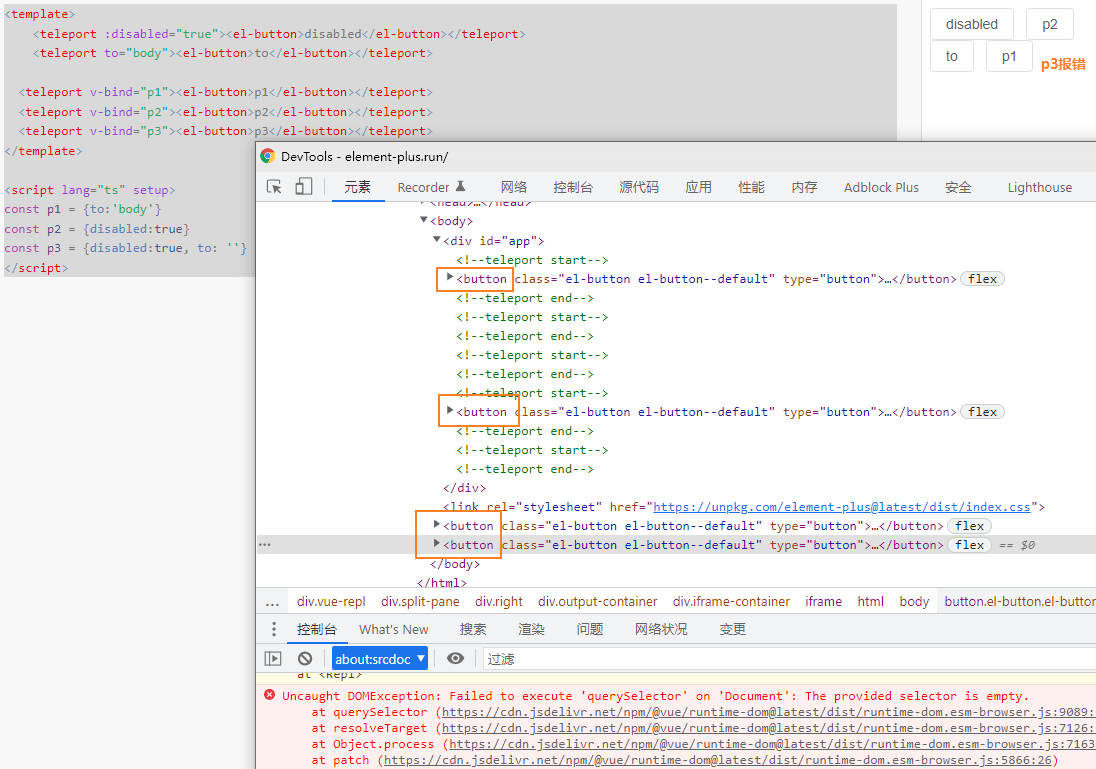 <template>
<teleport :disabled="true"><el-button>disabled</el-button></teleport>
<teleport to="body"><el-button>to</el-button></teleport>
<teleport v-bind="p1"><el-button>p1</el-button></teleport>
<teleport v-bind="p2"><el-button>p2</el-button></teleport>
<teleport v-bind="p3"><el-button>p3</el-button></teleport>
</template>
<script lang="ts" setup>
const p1 = {to:'body'}
const p2 = {disabled:true}
const p3 = {disabled:true, to: ''}
</script>
disabled p2
to p1 p3报错
DevTools - element-plus.run/
元素 Recorder 网络 控制台 源代码 应用 性能 内存 Adblock Plus 安全 Lighthouse
<head>…</head>
<body>
<div id="app">
<!--teleport start-->
<button class="el-button el-button--default" type="button">…</button> flex
<!--teleport end-->
<!--teleport start-->
<!--teleport end-->
<!--teleport start-->
<!--teleport end-->
<!--teleport start-->
<button class="el-button el-button--default" type="button">…</button> flex
<!--teleport end-->
<!--teleport start-->
<!--teleport end-->
</div>
<link rel="stylesheet" href="https://unpkg.com/element-plus@latest/dist/index.css">
<button class="el-button el-button--default" type="button">…</button> flex
<button class="el-button el-button--default" type="button">…</button> flex == $0
</body>
</html>
… div.vue-repl div.split-pane div.right div.output-container div.iframe-container iframe html body button.el-button.el-button
控制台 What's New 搜索 渲染 问题 网络状况 变更
about:srcdoc 过滤
at <Repl>
Uncaught DOMException: Failed to execute 'querySelector' on 'Document': The provided selector is empty.
at querySelector (https://cdn.jsdelivr.net/npm/@vue/runtime-dom@latest/dist/runtime-dom.esm-browser.js:9089:
at resolveTarget (https://cdn.jsdelivr.net/npm/@vue/runtime-dom@latest/dist/runtime-dom.esm-browser.js:7126:
at Object.process (https://cdn.jsdelivr.net/npm/@vue/runtime-dom@latest/dist/runtime-dom.esm-browser.js:7163
at patch (https://cdn.jsdelivr.net/npm/@vue/runtime-dom@latest/dist/runtime-dom.esm-browser.js:5866:26)